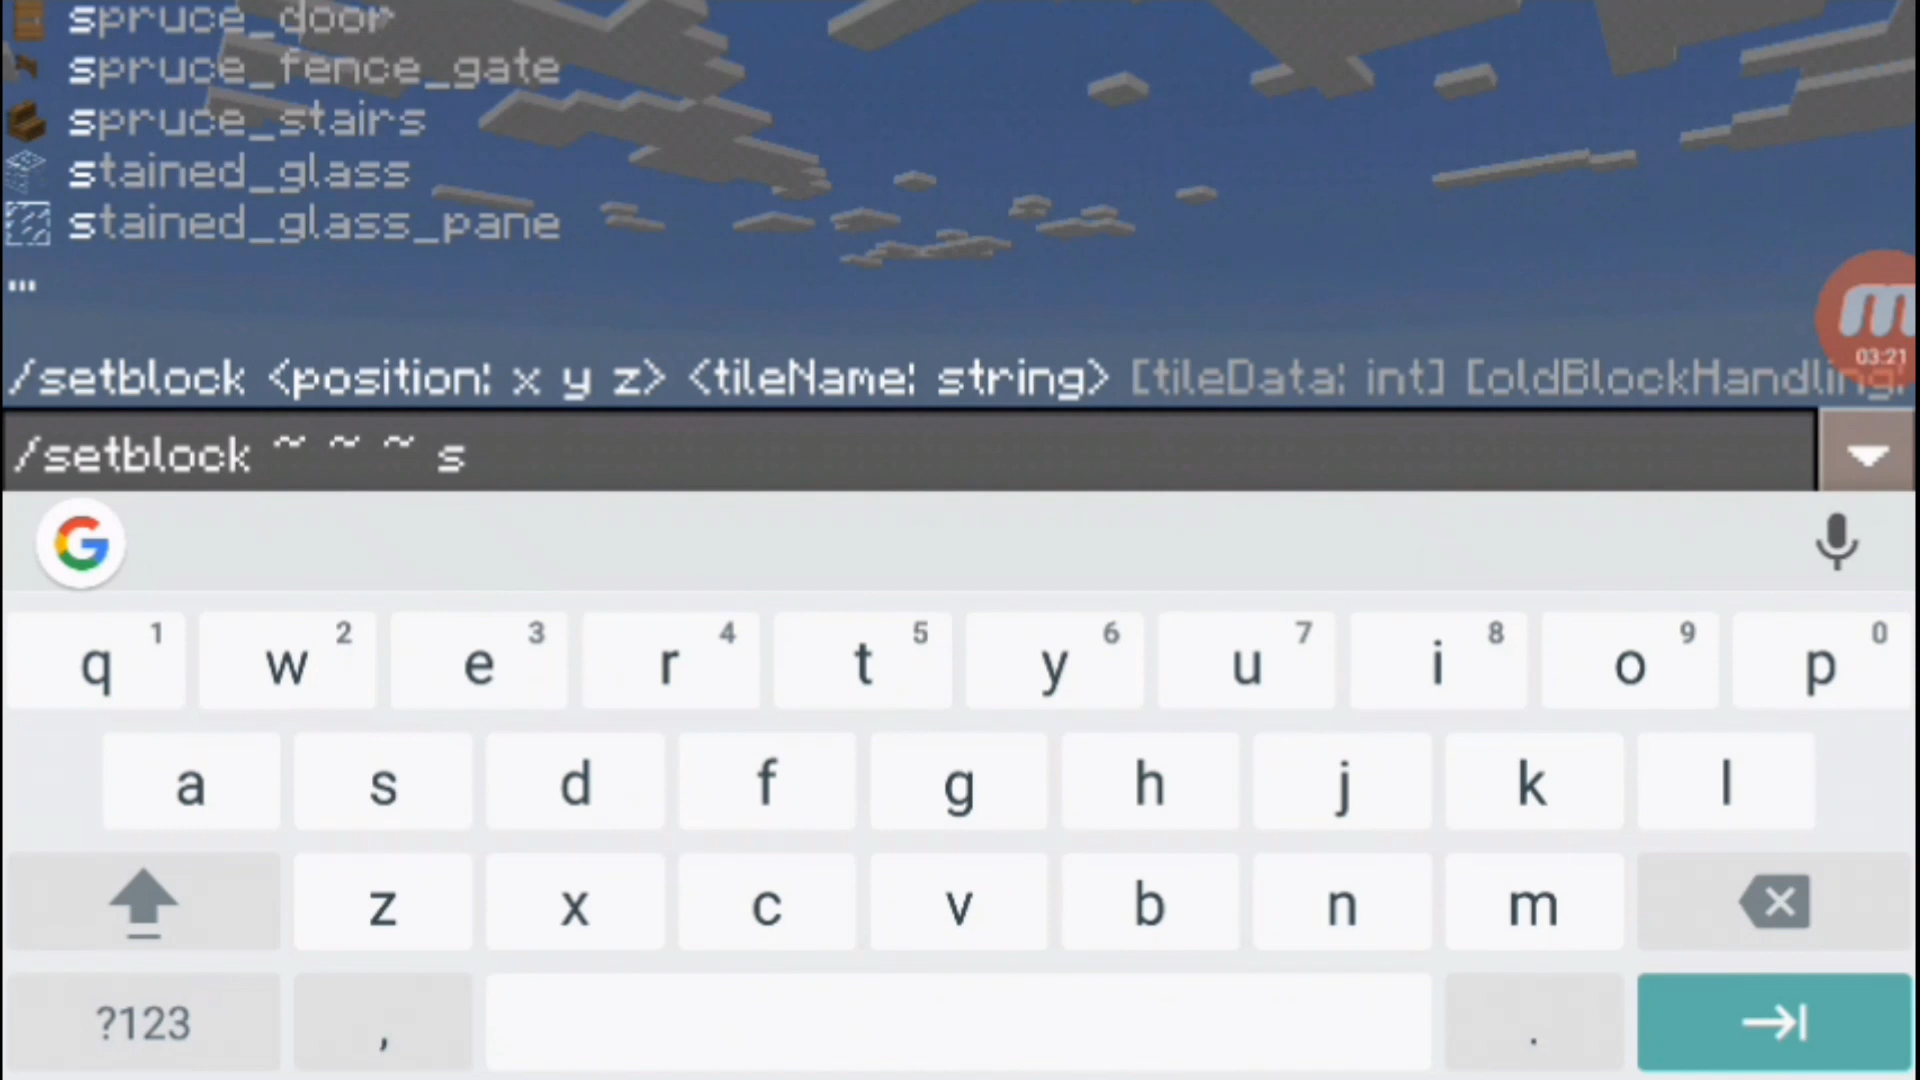 spruce_door
spruce_fence_gate
spruce_stairs
stained_glass
stained_glass_pane
...
03:21
/setblock <position: x y z> <tileName: string> [tileData: int] [oldBlockHandling:
/setblock ~ ~ ~ s
G
q 1 w 2 e 3 r 4 t 5 y 6 u 7 i 8 o 9 p 0
a s d f g h j k l
z x c v b n m
?123 , .